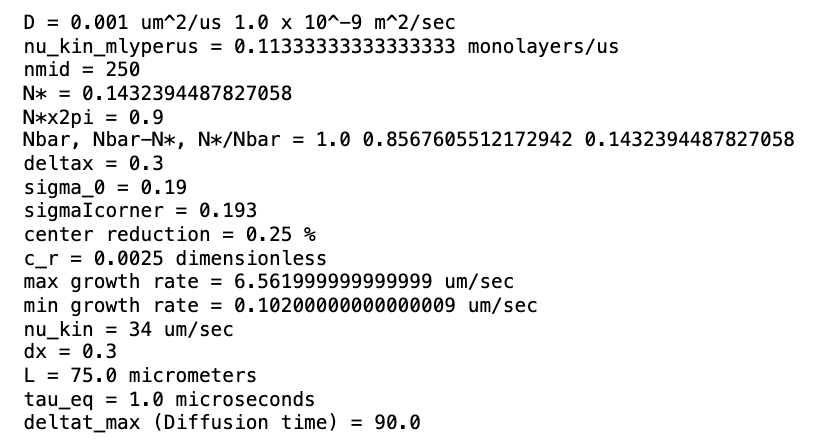 D = 0.001 um^2/us 1.0 x 10^-9 m^2/sec
nu_kin_mlyperus = 0.11333333333333333 monolayers/us
nmid = 250
N* = 0.1432394487827058
N*x2pi = 0.9
Nbar, Nbar-N*, N*/Nbar = 1.0 0.8567605512172942 0.1432394487827058
deltax = 0.3
sigma_0 = 0.19
sigmaIcorner = 0.193
center reduction = 0.25 %
c_r = 0.0025 dimensionless
max growth rate = 6.561999999999999 um/sec
min growth rate = 0.10200000000000009 um/sec
nu_kin = 34 um/sec
dx = 0.3
L = 75.0 micrometers
tau_eq = 1.0 microseconds
deltat_max (Diffusion time) = 90.0